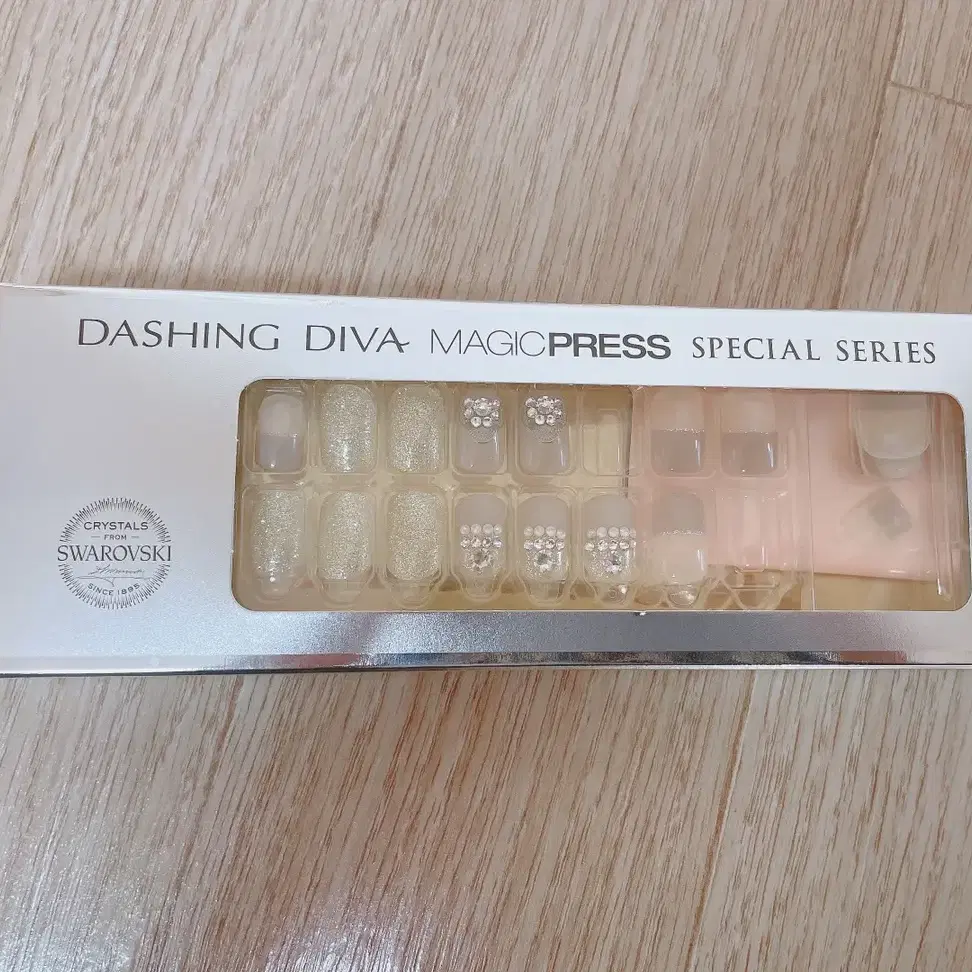 DASHING DIVA MAGICPRESS SPECIAL SERIES
CRYSTALS
FROM
SWAROVSKI
SINCE 1895